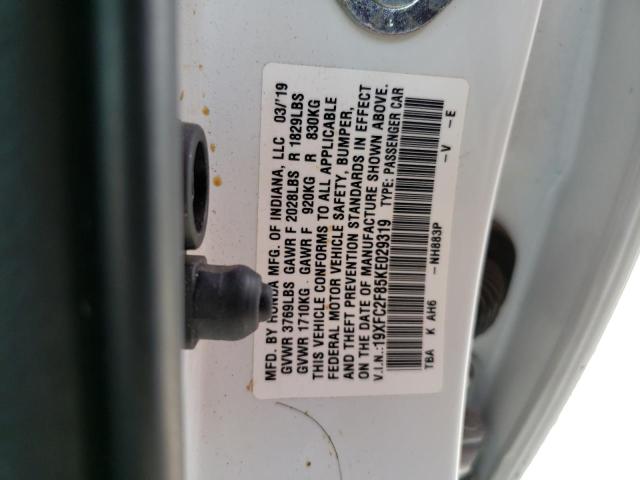 MFD. BY HONDA MFG. OF INDIANA, LLC 03/'19
GVWR 3769LBS GAWR F 2028LBS R 1829LBS
GVWR 1710KG GAWR F 920KG R 830KG
THIS VEHICLE CONFORMS TO ALL APPLICABLE
FEDERAL MOTOR VEHICLE SAFETY, BUMPER,
AND THEFT PREVENTION STANDARDS IN EFFECT
ON THE DATE OF MANUFACTURE SHOWN ABOVE.
V.I.N.:19XFC2F85KE029319 TYPE: PASSENGER CAR
TBA K AH6 -NH883P -V -E